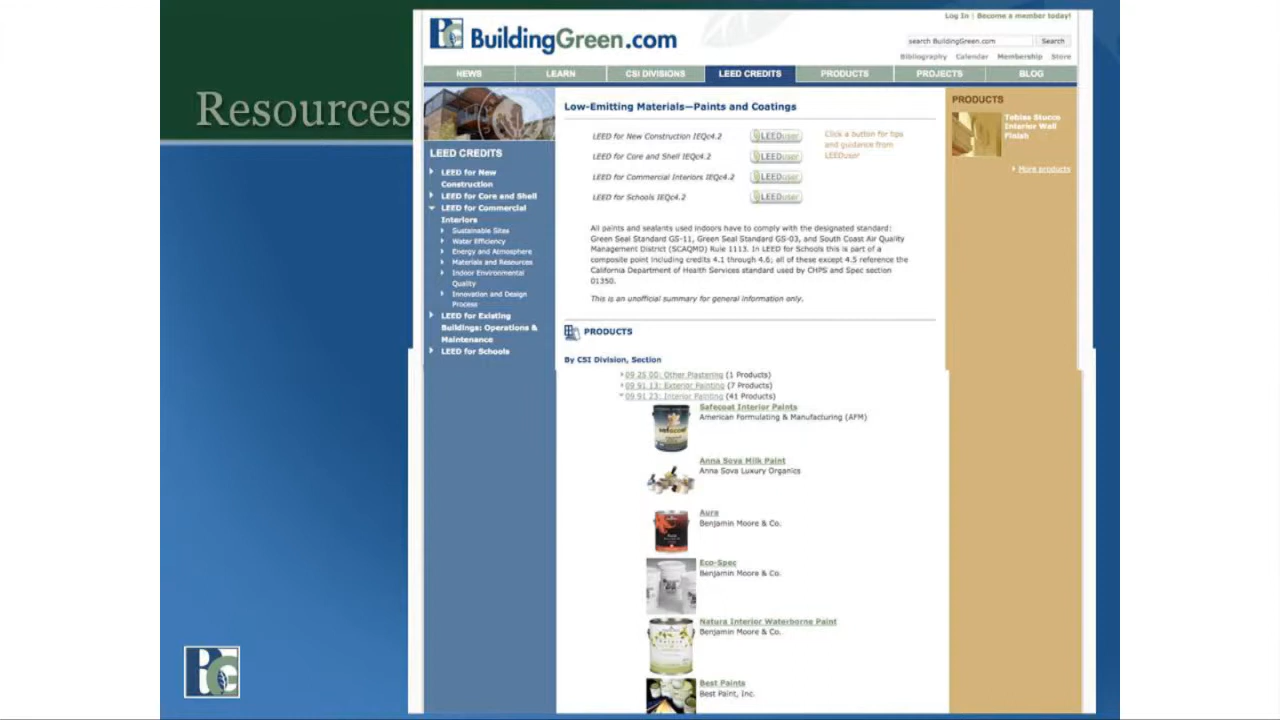 Resources
BuildingGreen.com
Log In | Become a member today!
search BuildingGreen.com Search
Bibliography Calendar Membership Store
NEWS LEARN CSI DIVISIONS LEED CREDITS PRODUCTS PROJECTS BLOG
LEED CREDITS
LEED for New
Construction
LEED for Core and Shell
LEED for Commercial
Interiors
Sustainable Sites
Water Efficiency
Energy and Atmosphere
Materials and Resources
Indoor Environmental
Quality
Innovation and Design
Process
LEED for Existing
Buildings: Operations &
Maintenance
LEED for Schools
Low-Emitting Materials—Paints and Coatings
LEED for New Construction IEQc4.2 LEEDuser
LEED for Core and Shell IEQc4.2 LEEDuser
LEED for Commercial Interiors IEQc4.2 LEEDuser
LEED for Schools IEQc4.2 LEEDuser
Click a button for tips
and guidance from
LEEDuser
All paints and sealants used indoors have to comply with the designated standard:
Green Seal Standard GS-11, Green Seal Standard GS-03, and South Coast Air Quality
Management District (SCAQMD) Rule 1113. In LEED for Schools this is part of a
composite point including credits 4.1 through 4.6; all of these except 4.5 reference the
California Department of Health Services standard used by CHPS and Spec section
01350.
This is an unofficial summary for general information only.
PRODUCTS
By CSI Division, Section
09 25 00: Other Plastering (1 Products)
09 91 13: Exterior Painting (7 Products)
09 91 23: Interior Painting (41 Products)
Safecoat Interior Paints
American Formulating & Manufacturing (AFM)
Anna Sova Milk Paint
Anna Sova Luxury Organics
Aura
Benjamin Moore & Co.
Eco-Spec
Benjamin Moore & Co.
Natura Interior Waterborne Paint
Benjamin Moore & Co.
Best Paints
Best Paint, Inc.
PRODUCTS
Tobias Stucco
Interior Wall
Finish
More products